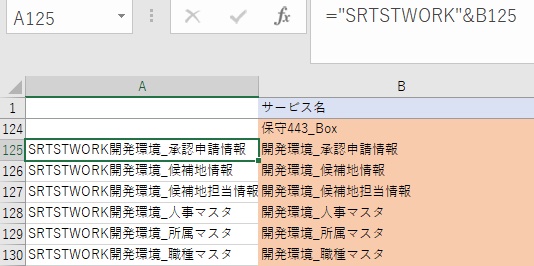 A125 fx ="SRTSTWORK"&B125
A B
1 サービス名
124 保守443_Box
125 SRTSTWORK開発環境_承認申請情報 開発環境_承認申請情報
126 SRTSTWORK開発環境_候補地情報 開発環境_候補地情報
127 SRTSTWORK開発環境_候補地担当情報 開発環境_候補地担当情報
128 SRTSTWORK開発環境_人事マスタ 開発環境_人事マスタ
129 SRTSTWORK開発環境_所属マスタ 開発環境_所属マスタ
130 SRTSTWORK開発環境_職種マスタ 開発環境_職種マスタ